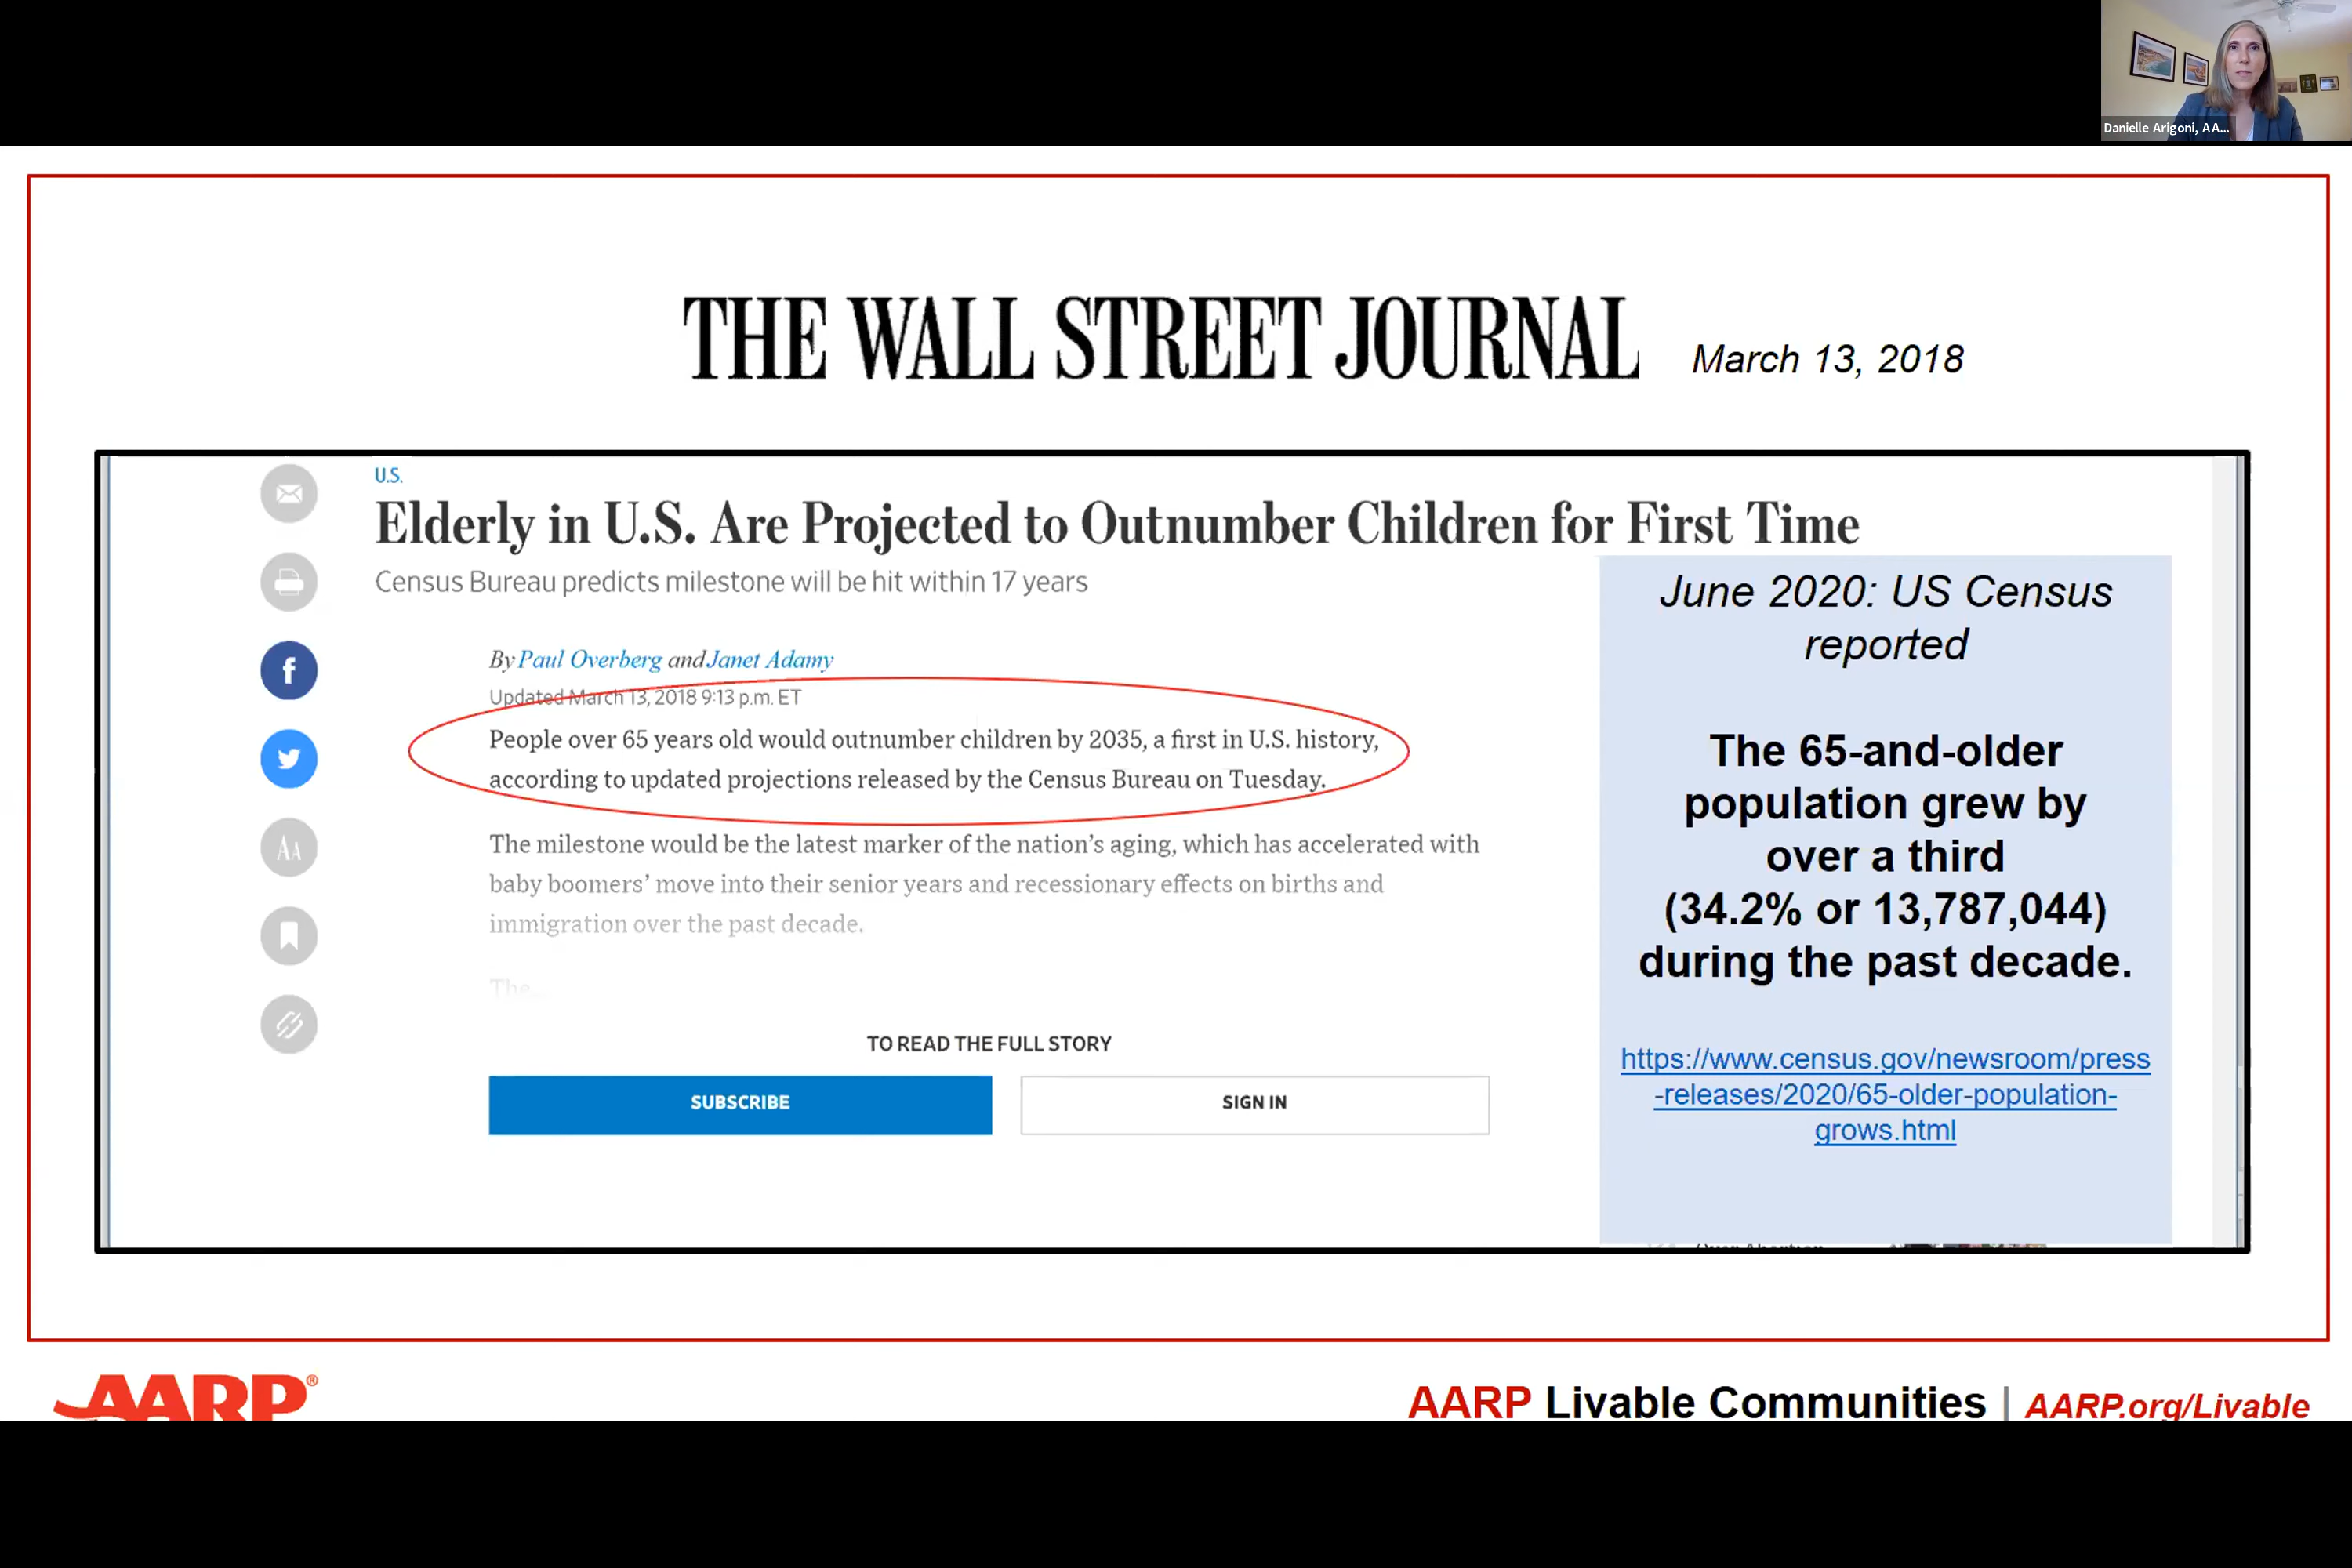 Danielle Arigoni, AA...
THE WALL STREET JOURNAL
March 13, 2018
U.S.
Elderly in U.S. Are Projected to Outnumber Children for First Time
Census Bureau predicts milestone will be hit within 17 years
By Paul Overberg and Janet Adamy
Updated March 13, 2018 9:13 p.m. ET
People over 65 years old would outnumber children by 2035, a first in U.S. history,
according to updated projections released by the Census Bureau on Tuesday.
The milestone would be the latest marker of the nation's aging, which has accelerated with
baby boomers' move into their senior years and recessionary effects on births and
immigration over the past decade.
The...
TO READ THE FULL STORY
SUBSCRIBE
SIGN IN
AA
June 2020: US Census
reported
The 65-and-older
population grew by
over a third
(34.2% or 13,787,044)
during the past decade.
https://www.census.gov/newsroom/press
-releases/2020/65-older-population-
grows.html
AARP®
AARP Livable Communities | AARP.org/Livable